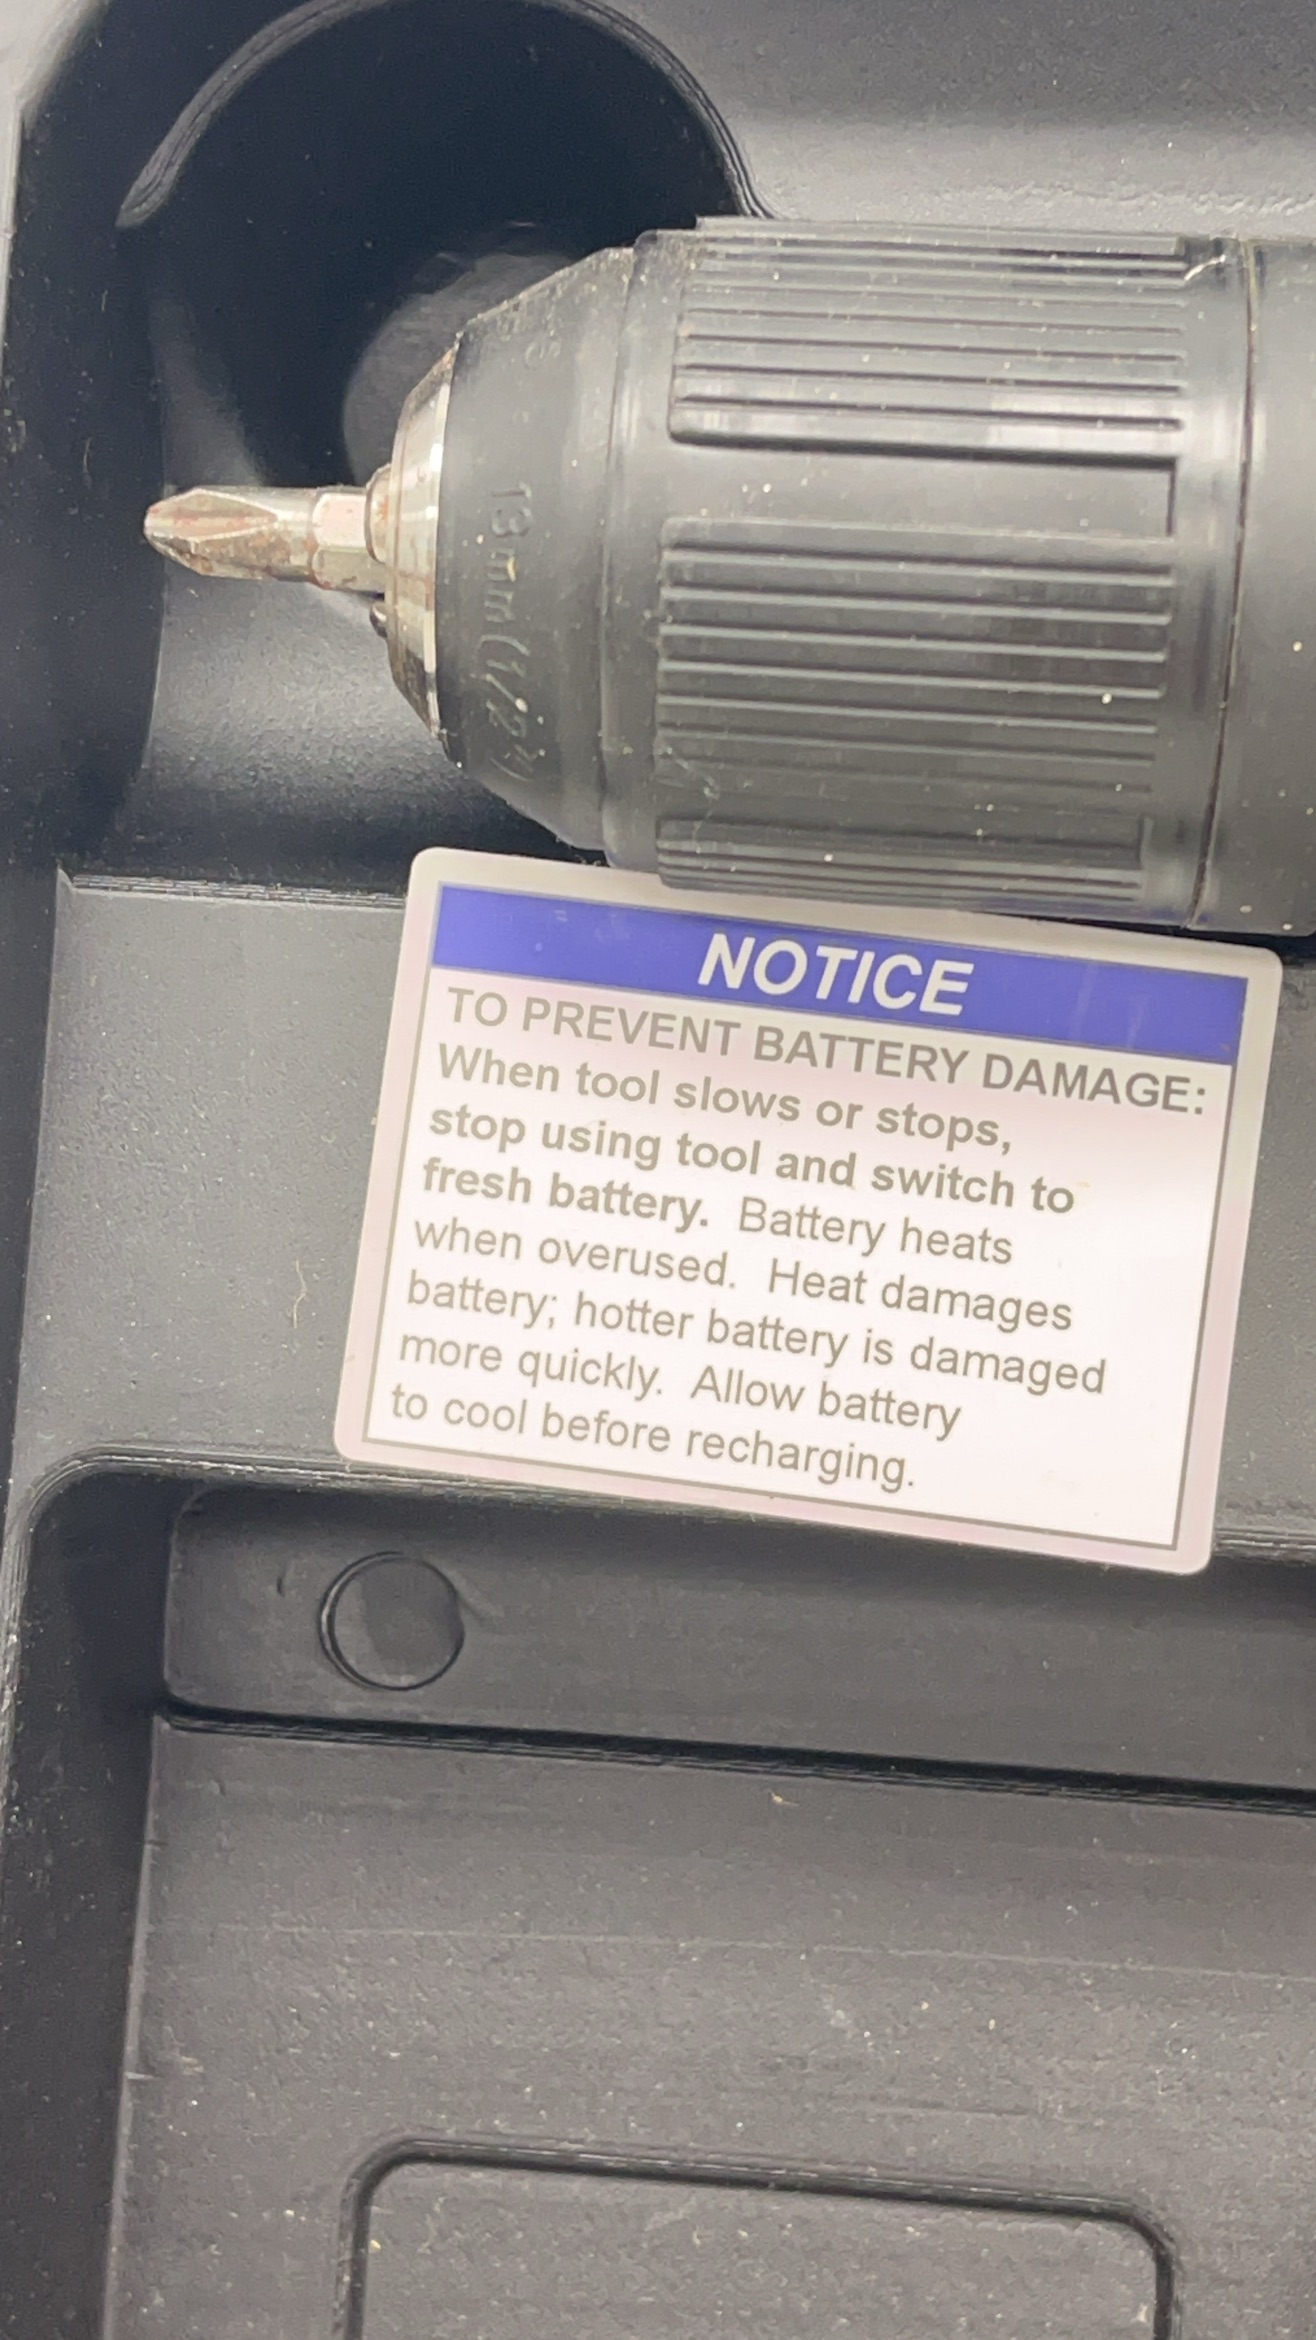 13mm(1/2")
NOTICE
TO PREVENT BATTERY DAMAGE:
When tool slows or stops,
stop using tool and switch to
fresh battery. Battery heats
when overused. Heat damages
battery; hotter battery is damaged
more quickly. Allow battery
to cool before recharging.